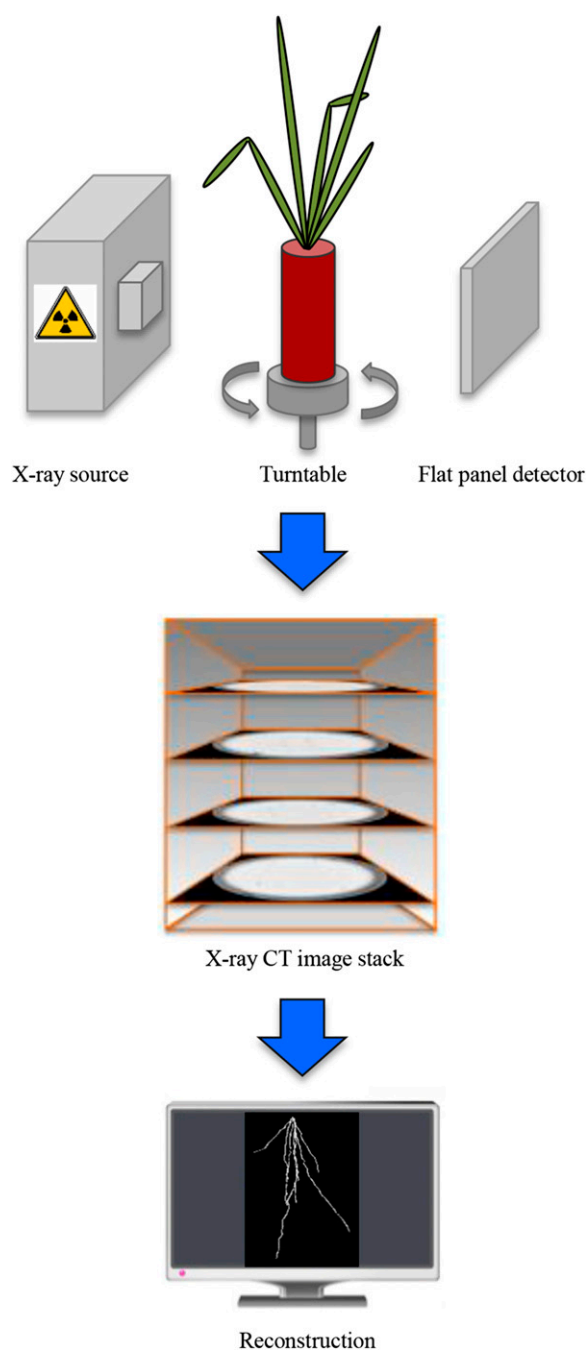 X-ray source
Turntable
Flat panel detector
X-ray CT image stack
Reconstruction